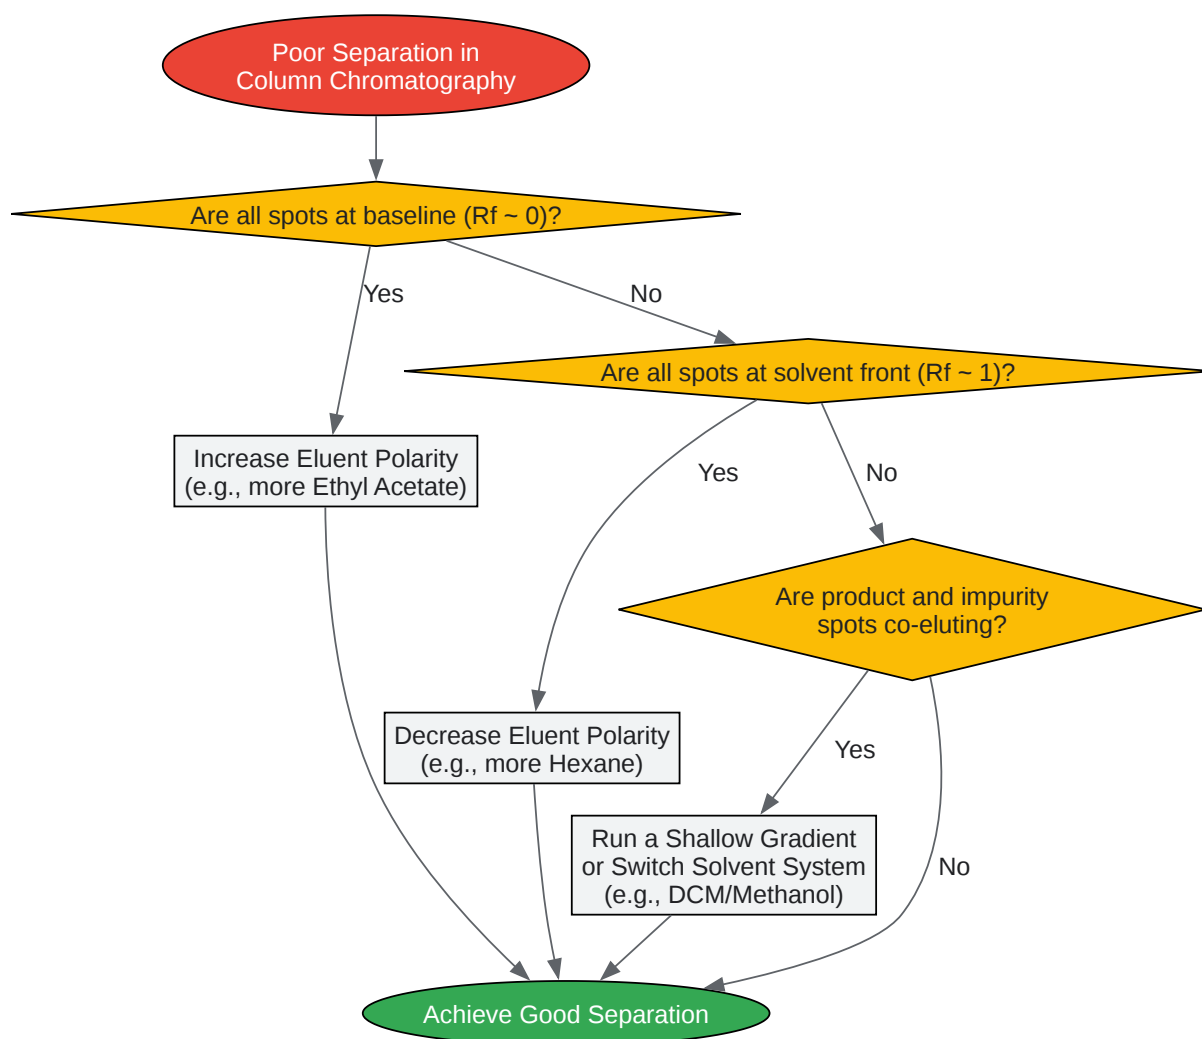 Poor Separation in
Column Chromatography
Are all spots at baseline (Rf ~ 0)?
Yes
No
Are all spots at solvent front (Rf ~ 1)?
Increase Eluent Polarity
(e.g., more Ethyl Acetate)
Yes
No
Are product and impurity
spots co-eluting?
Decrease Eluent Polarity
(e.g., more Hexane)
Yes
Run a Shallow Gradient
or Switch Solvent System
(e.g., DCM/Methanol)
No
Achieve Good Separation